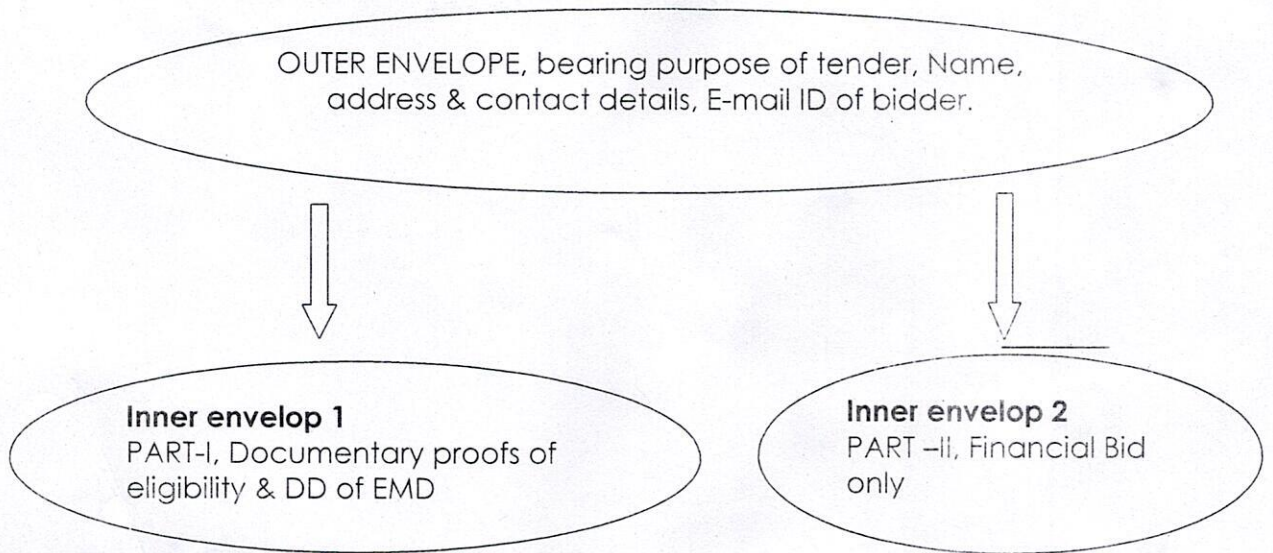 OUTER ENVELOPE, bearing purpose of tender, Name,
address & contact details, E-mail ID of bidder.
Inner envelop 1
PART-I, Documentary proofs of
eligibility & DD of EMD
Inner envelop 2
PART –II, Financial Bid
only